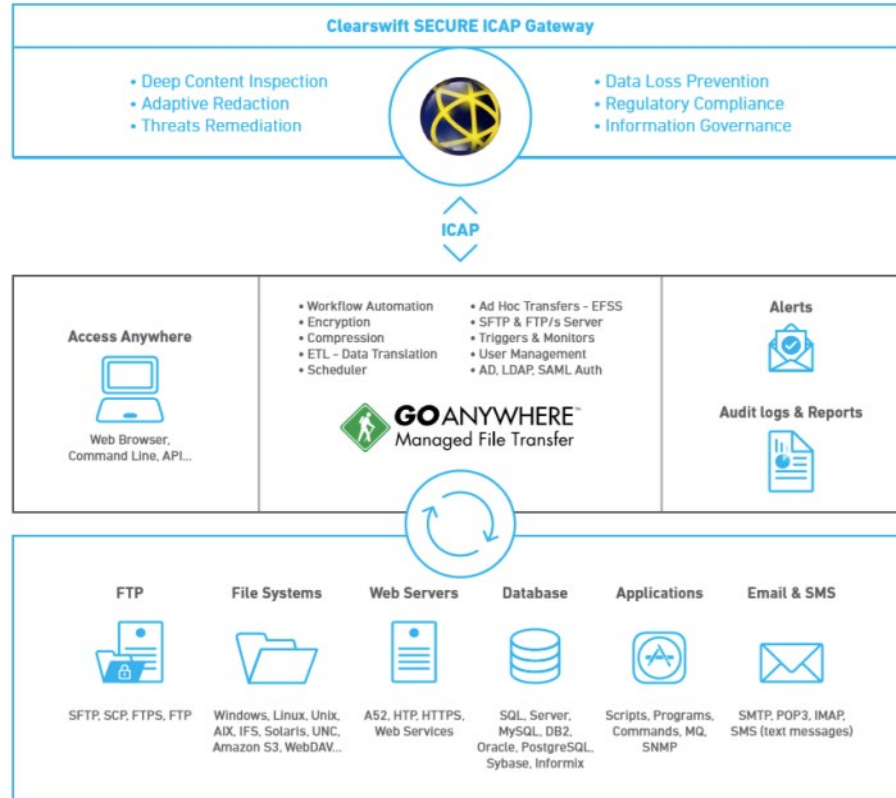 Clearswift SECURE ICAP Gateway
• Deep Content Inspection
• Adaptive Redaction
• Threats Remediation
• Data Loss Prevention
• Regulatory Compliance
• Information Governance
ICAP
Access Anywhere
Web Browser,
Command Line, API...
• Workflow Automation
• Encryption
• Compression
• ETL - Data Translation
• Scheduler
• Ad Hoc Transfers - EFSS
• SFTP & FTP/s Server
• Triggers & Monitors
• User Management
• AD, LDAP, SAML Auth
GOANYWHERE™
Managed File Transfer
Alerts
Audit logs & Reports
FTP
SFTP, SCP, FTPS, FTP
File Systems
Windows, Linux, Unix,
AIX, IFS, Solaris, UNC,
Amazon S3, WebDAV...
Web Servers
A52, HTP, HTTPS,
Web Services
Database
SQL, Server,
MySQL, DB2,
Oracle, PostgreSQL,
Sybase, Informix
Applications
Scripts, Programs,
Commands, MQ,
SNMP
Email & SMS
SMTP, POP3, IMAP,
SMS (text messages)